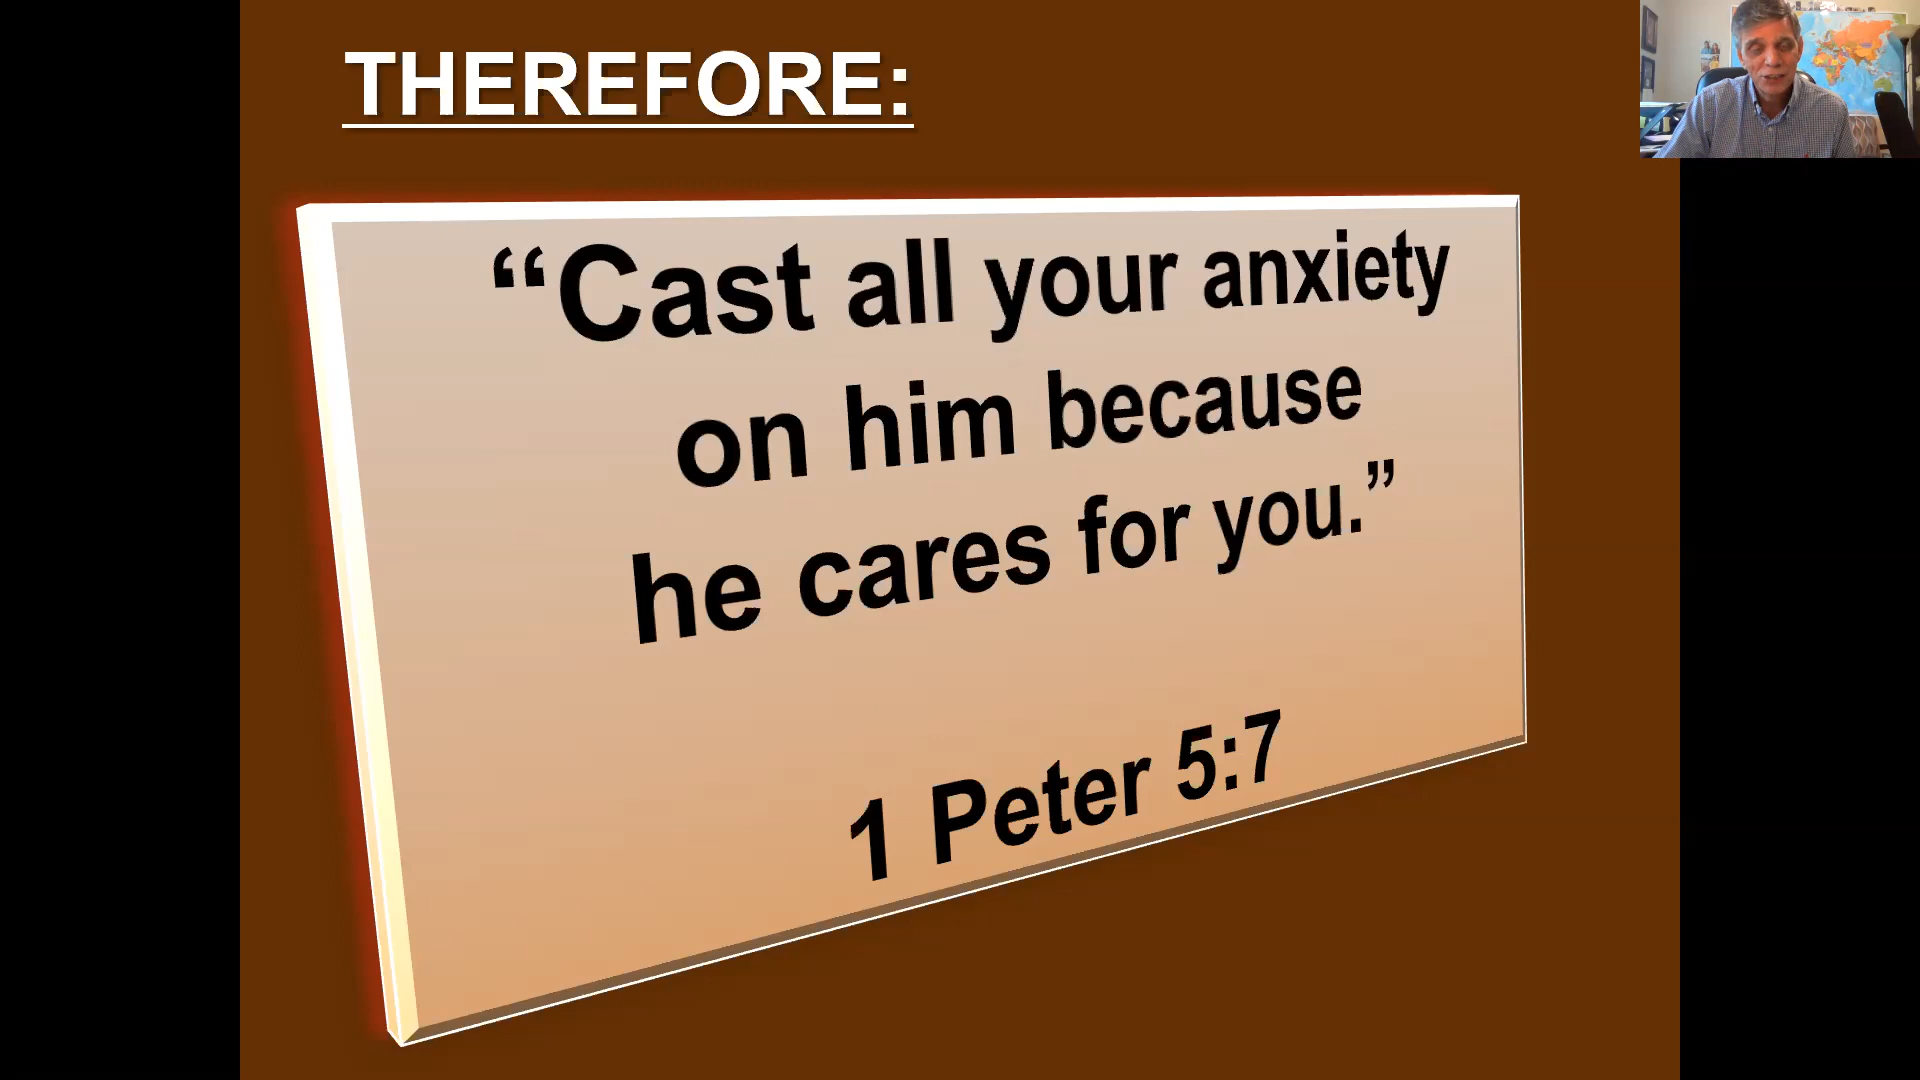 THEREFORE:
“Cast all your anxiety
on him because
he cares for you.”
1 Peter 5:7